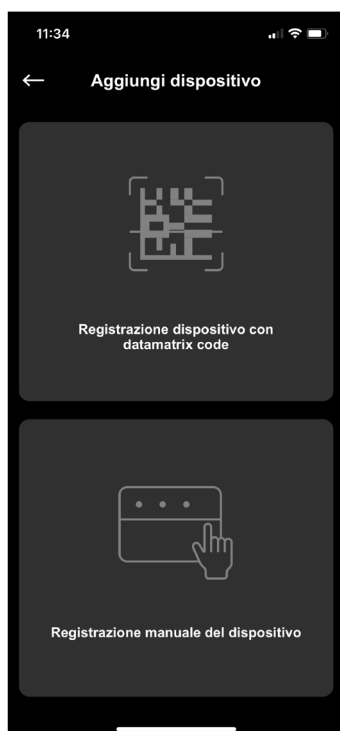 11:34
Aggiungi dispositivo
Registrazione dispositivo con
datamatrix code
Registrazione manuale del dispositivo